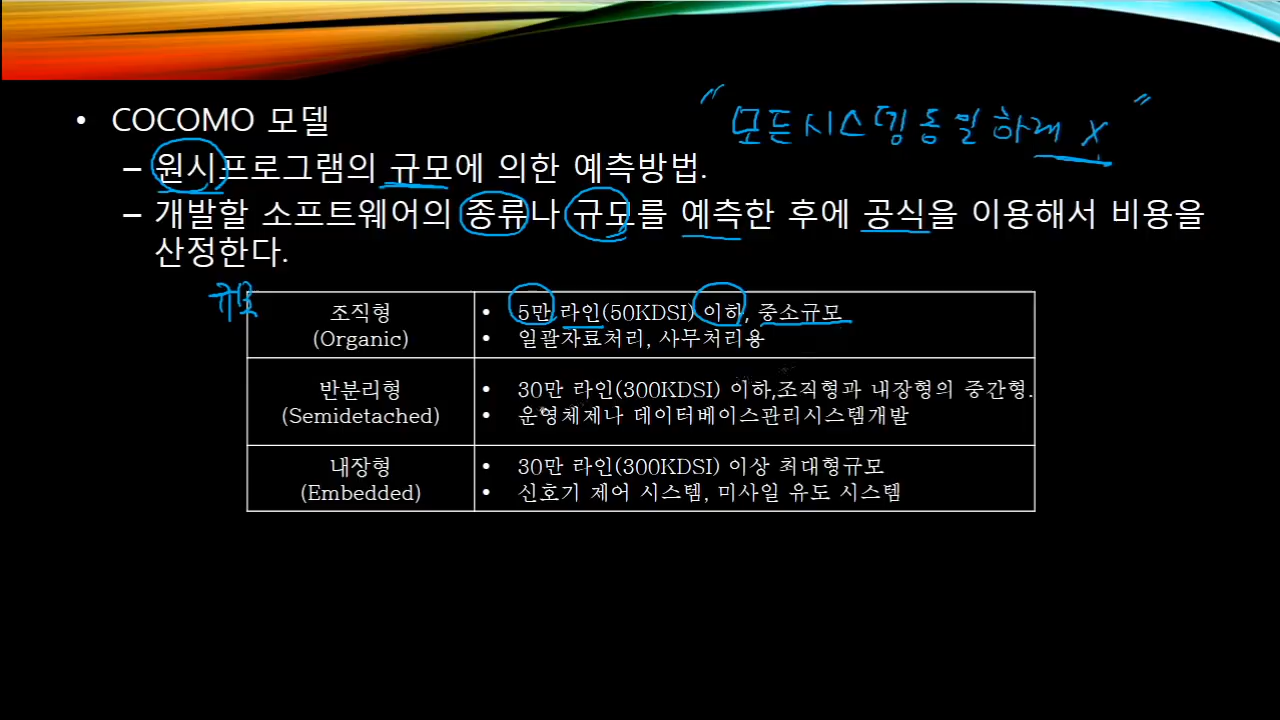 • COCOMO 모델
" 모든시스템동일하래 X "
– 원시프로그램의 규모에 의한 예측방법.
– 개발할 소프트웨어의 종류나 규모를 예측한 후에 공식을 이용해서 비용을
산정한다.
규모
조직형
(Organic)
• 5만 라인(50KDSI) 이하, 중소규모
• 일괄자료처리, 사무처리용
반분리형
(Semidetached)
• 30만 라인(300KDSI) 이하,조직형과 내장형의 중간형.
• 운영체제나 데이터베이스관리시스템개발
내장형
(Embedded)
• 30만 라인(300KDSI) 이상 최대형규모
• 신호기 제어 시스템, 미사일 유도 시스템